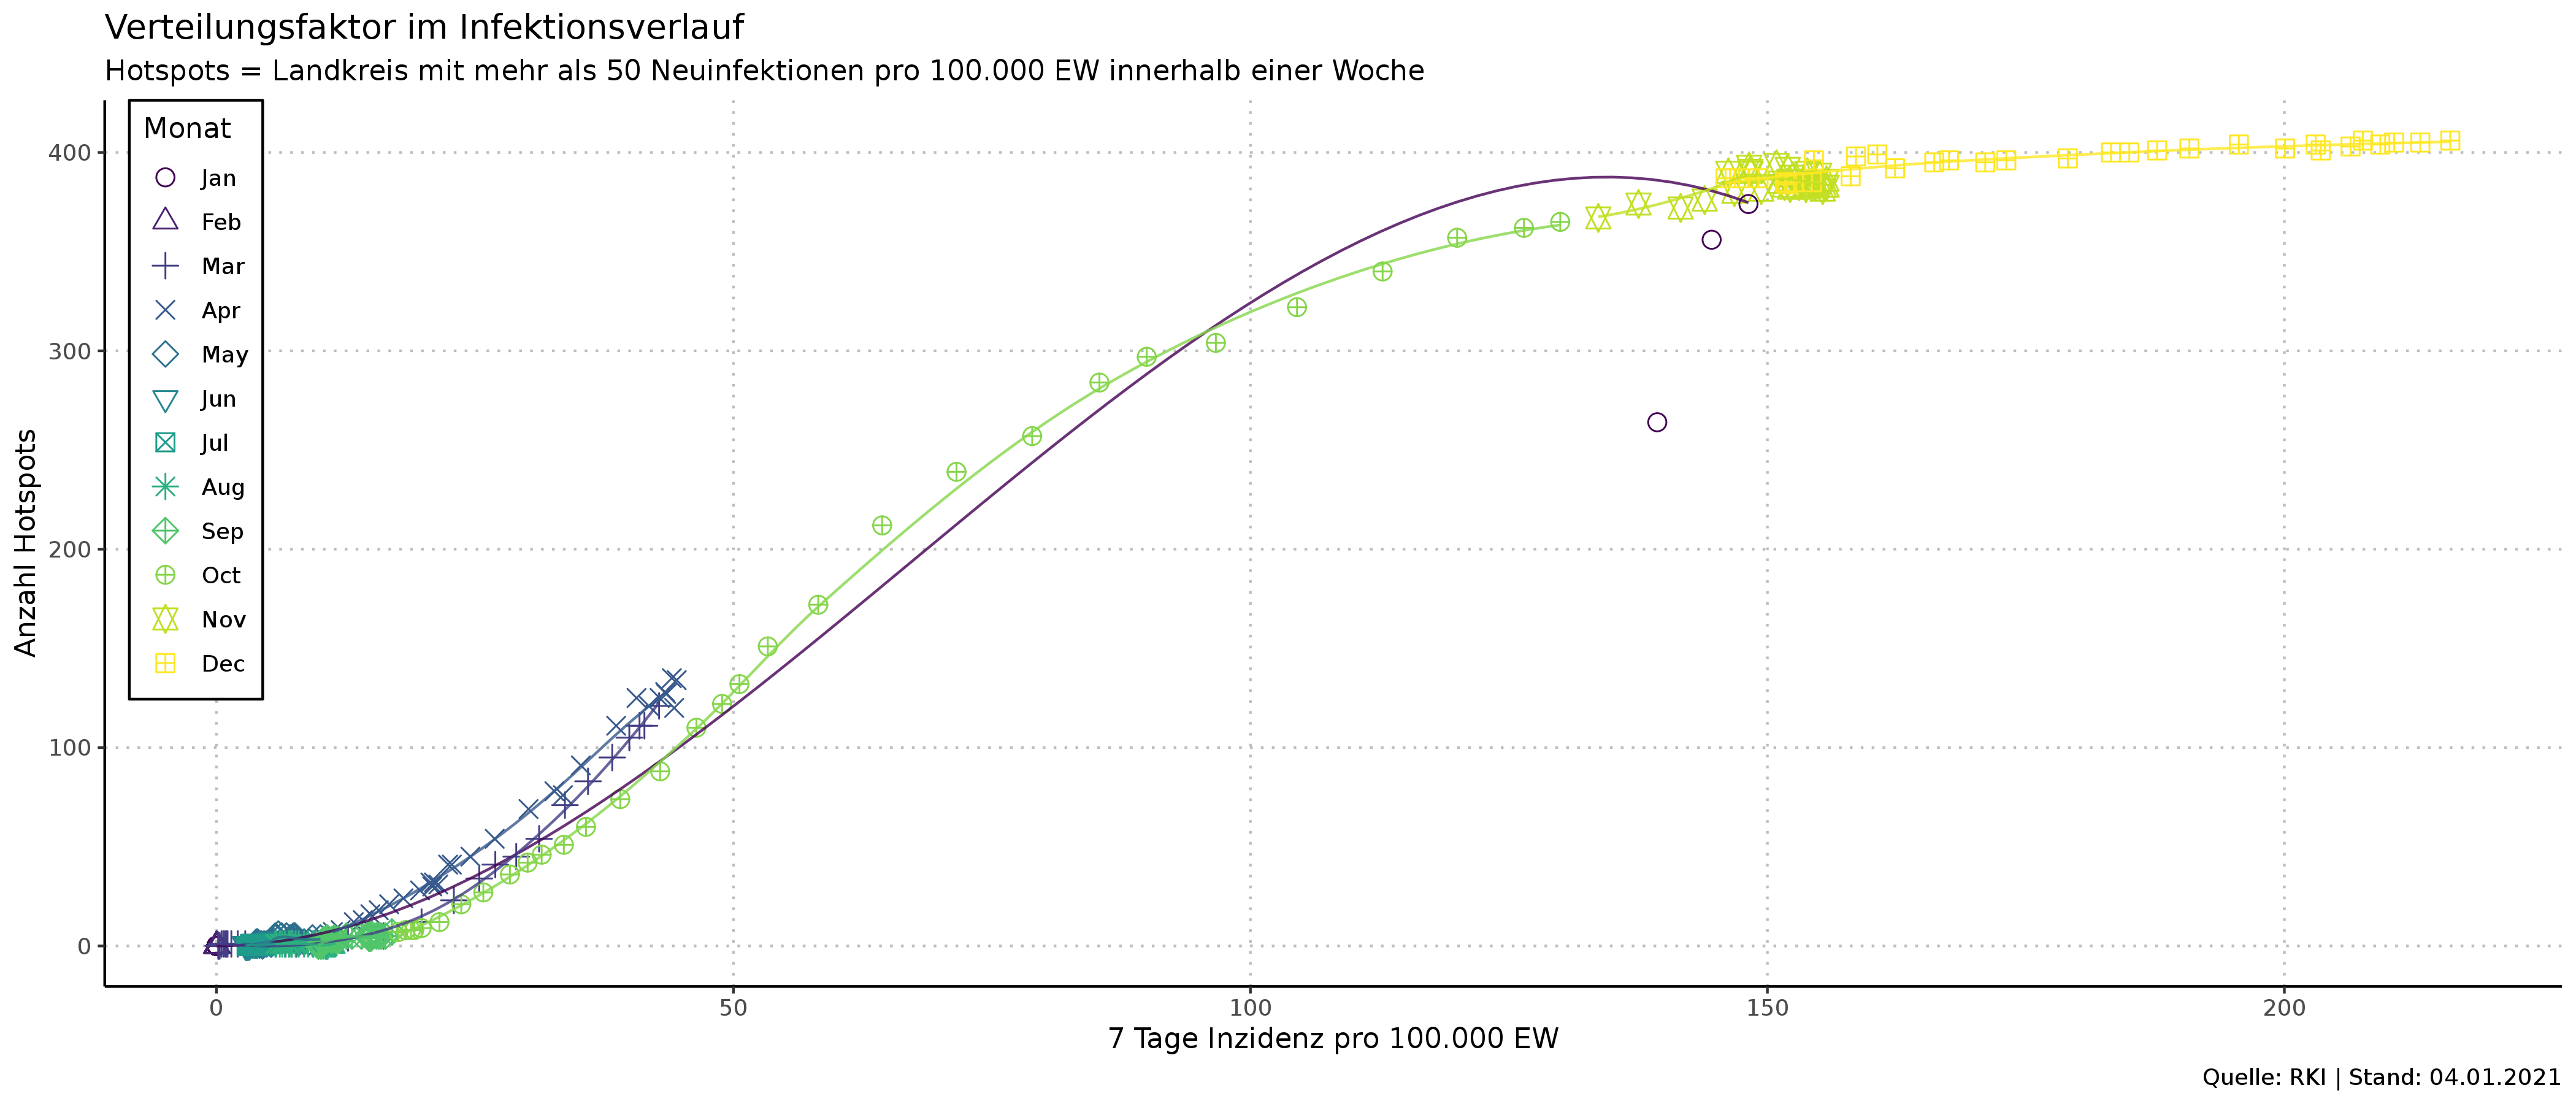 Verteilungsfaktor im Infektionsverlauf
Hotspots = Landkreis mit mehr als 50 Neuinfektionen pro 100.000 EW innerhalb einer Woche
Monat
Jan
Feb
Mar
Apr
May
Jun
Jul
Aug
Sep
Oct
Nov
Dec
Anzahl Hotspots
400
300
200
100
0
0
50
100
150
200
7 Tage Inzidenz pro 100.000 EW
Quelle: RKI | Stand: 04.01.2021